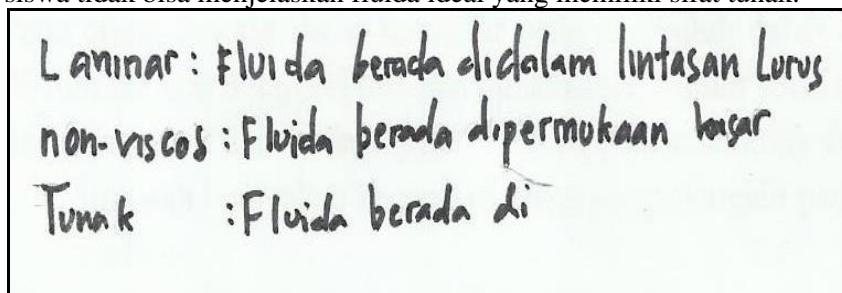 siswa tidak bisa menjelaskan fluida ideal yang memiliki sifat tunak.
Laminar : Fluida berada didalam lintasan Lurus
non-viscos : Fluida berada dipermukaan kasar
Tunak : Fluida berada di